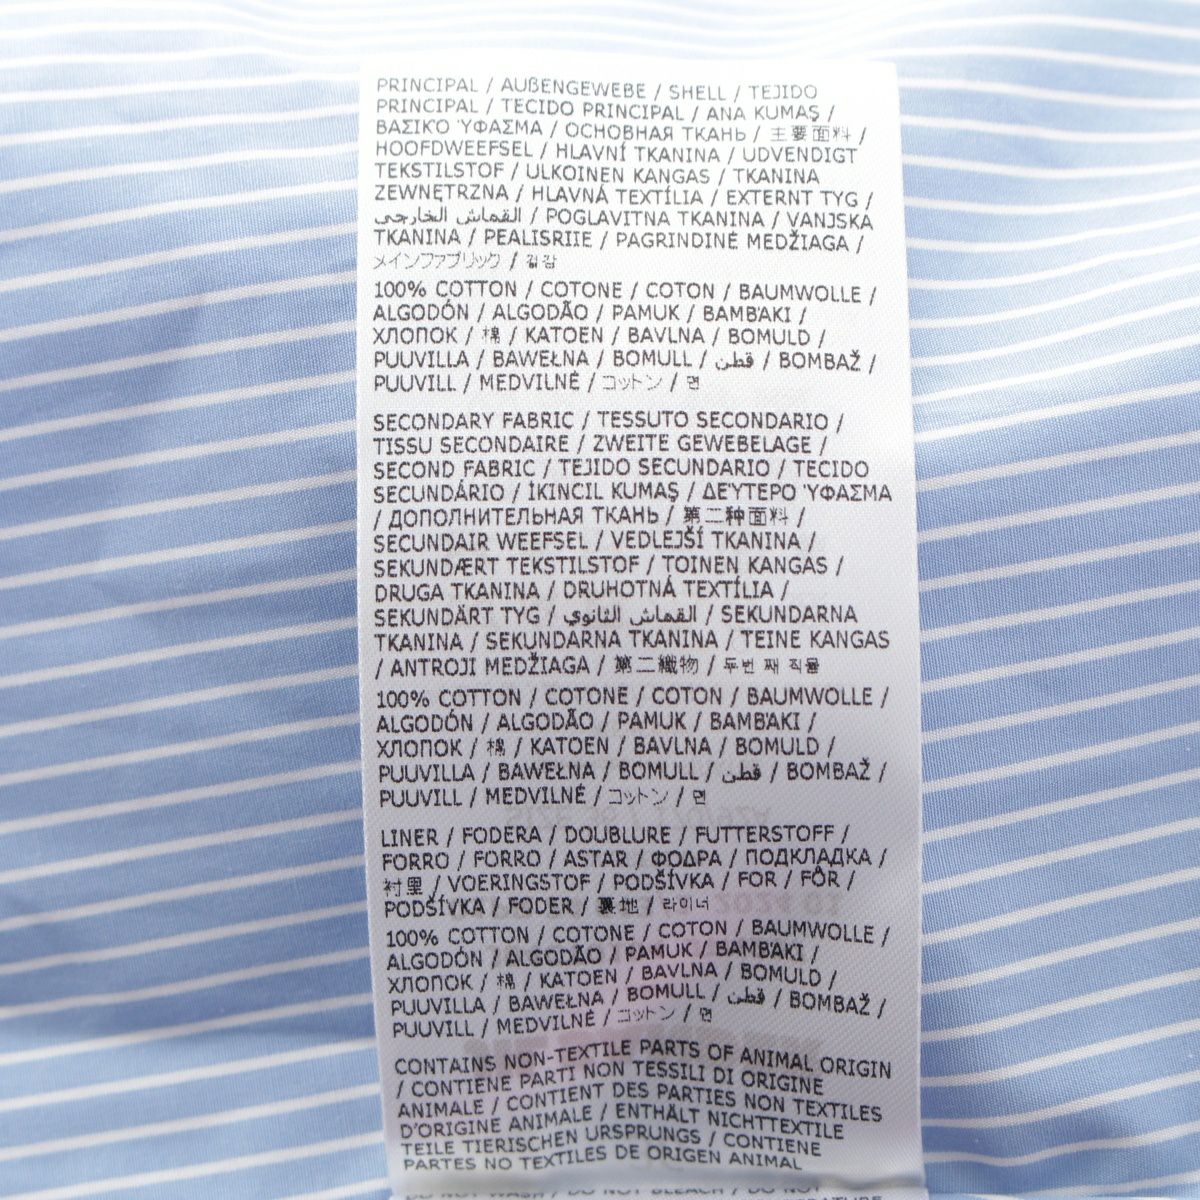 PRINCIPAL / AUßENGEWEBE / SHELL / TEJIDO
PRINCIPAL / TECIDO PRINCIPAL / ANA KUMAŞ /
ΒΑΣΙΚΟ ΎΦΑΣΜΑ / ОСНОВНАЯ ТКАНЬ / 主要面料 /
HOOFDWEEFSEL / HLAVNÍ TKANINA / UDVENDIGT
TEKSTILSTOF / ULKOINEN KANGAS / TKANINA
ZEWNĘTRZNA / HLAVNÁ TEXTÍLIA / EXTERNT TYG /
القماش الخارجي / POGLAVITNA TKANINA / VANJSKA
TKANINA / PEALISRIIE / PAGRINDINĖ MEDŽIAGA /
メインファブリック / 겉감
100% COTTON / COTONE / COTON / BAUMWOLLE /
ALGODÓN / ALGODÃO / PAMUK / ΒΑΜΒΆΚΙ /
ХЛОПОК / 棉 / KATOEN / BAVLNA / BOMULD /
PUUVILLA / BAWEŁNA / BOMULL / قطن / BOMBAŽ /
PUUVILL / MEDVILNĖ / コットン / 면
SECONDARY FABRIC / TESSUTO SECONDARIO /
TISSU SECONDAIRE / ZWEITE GEWEBELAGE /
SECOND FABRIC / TEJIDO SECUNDARIO / TECIDO
SECUNDÁRIO / İKINCIL KUMAŞ / ΔΕΎΤΕΡΟ ΎΦΑΣΜΑ
/ ДОПОЛНИТЕЛЬНАЯ ТКАНЬ / 第二种面料 /
SECUNDAIR WEEFSEL / VEDLEJŠÍ TKANINA /
SEKUNDÆRT TEKSTILSTOF / TOINEN KANGAS /
DRUGA TKANINA / DRUHOTNÁ TEXTÍLIA /
SEKUNDÄRT TYG / القماش الثانوي / SEKUNDARNA
TKANINA / SEKUNDARNA TKANINA / TEINE KANGAS
/ ANTROJI MEDŽIAGA / 第二織物 / 두번 째 직물
100% COTTON / COTONE / COTON / BAUMWOLLE /
ALGODÓN / ALGODÃO / PAMUK / ΒΑΜΒΆΚΙ /
ХЛОПОК / 棉 / KATOEN / BAVLNA / BOMULD /
PUUVILLA / BAWEŁNA / BOMULL / قطن / BOMBAŽ /
PUUVILL / MEDVILNĖ / コットン / 면
LINER / FODERA / DOUBLURE / FUTTERSTOFF /
FORRO / FORRO / ASTAR / ΦΟΔΡΑ / ПОДКЛАДКА /
衬里 / VOERINGSTOF / PODŠÍVKA / FOR / FÔR /
PODŠÍVKA / FODER / 裏地 / 라이너
100% COTTON / COTONE / COTON / BAUMWOLLE /
ALGODÓN / ALGODÃO / PAMUK / ΒΑΜΒΆΚΙ /
ХЛОПОК / 棉 / KATOEN / BAVLNA / BOMULD /
PUUVILLA / BAWEŁNA / BOMULL / قطن / BOMBAŽ /
PUUVILL / MEDVILNĖ / コットン / 면
CONTAINS NON-TEXTILE PARTS OF ANIMAL ORIGIN
/ CONTIENE PARTI NON TESSILI DI ORIGINE
ANIMALE / CONTIENT DES PARTIES NON TEXTILES
D'ORIGINE ANIMALE / ENTHÄLT NICHTTEXTILE
TEILE TIERISCHEN URSPRUNGS / CONTIENE
PARTES NO TEXTILES DE ORIGEN ANIMAL
DO NOT WASH / DO NOT BLEACH / DO NOT